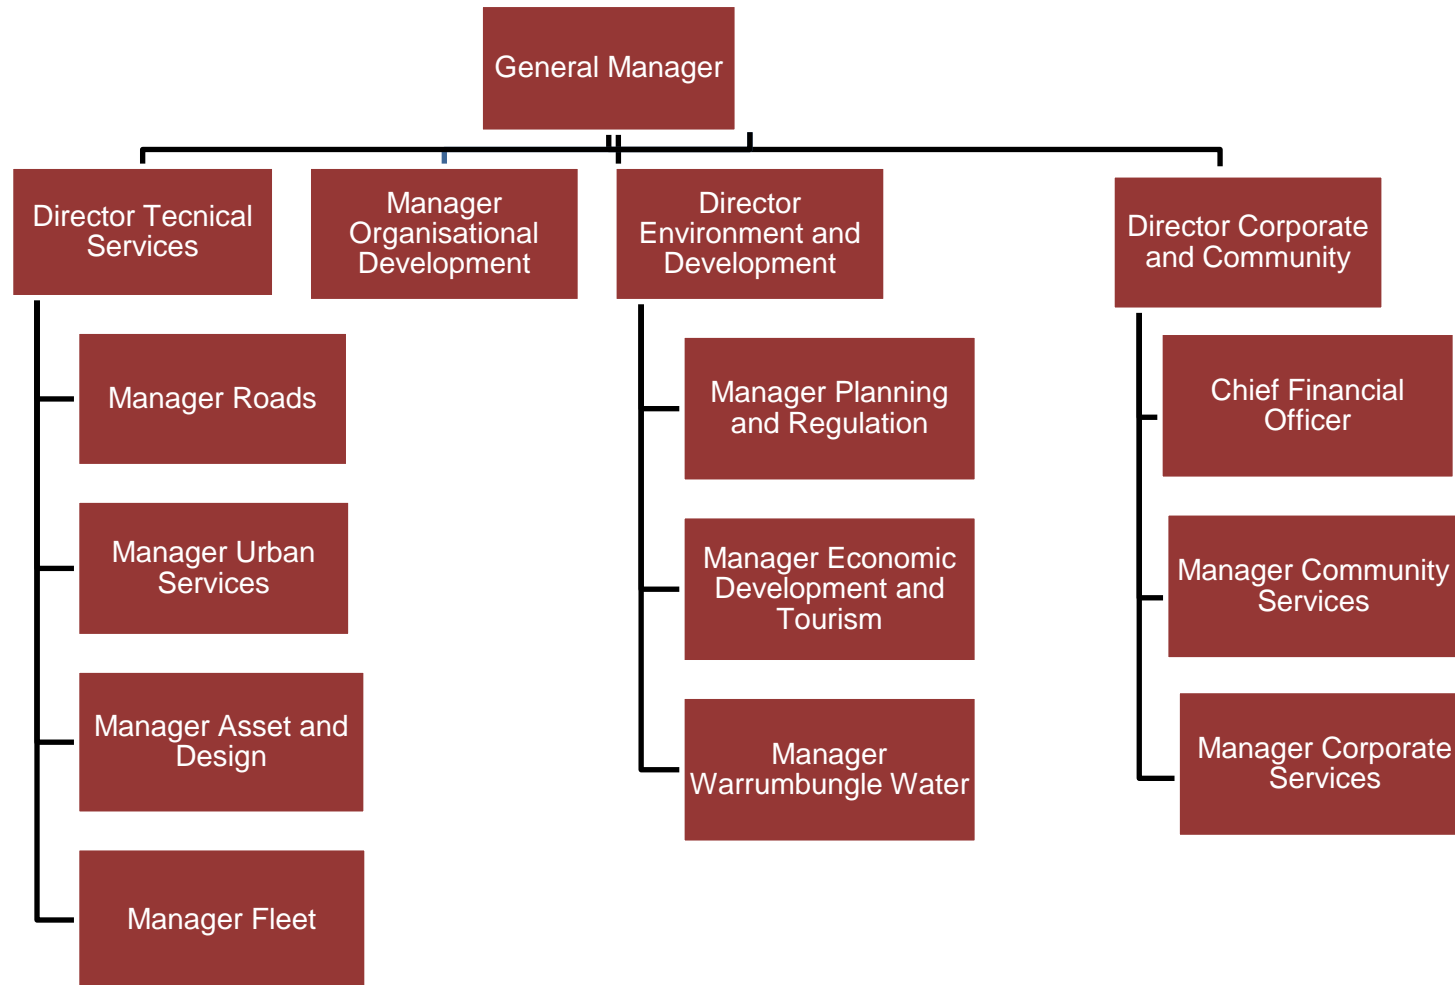 General Manager
Director Tecnical
Services
Manager
Organisational
Development
Director
Environment and
Development
Director Corporate
and Community
Manager Roads
Manager Urban
Services
Manager Asset and
Design
Manager Fleet
Manager Planning
and Regulation
Manager Economic
Development and
Tourism
Manager
Warrumbungle Water
Chief Financial
Officer
Manager Community
Services
Manager Corporate
Services